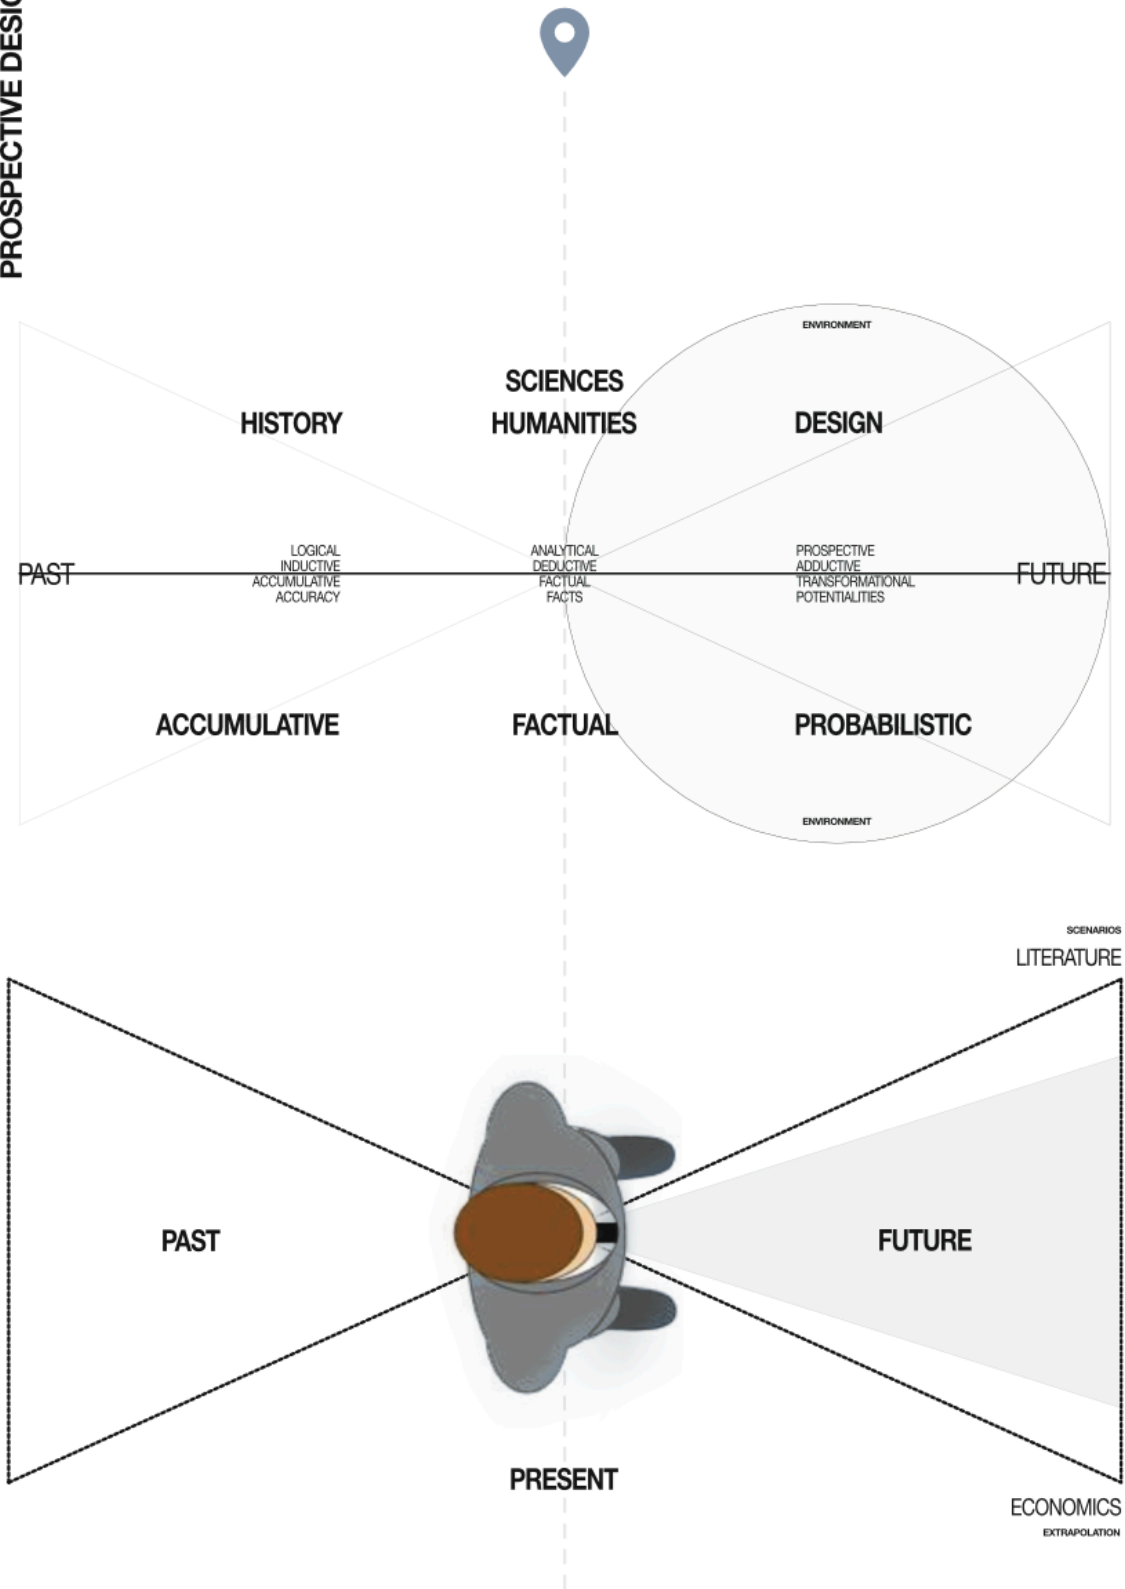 PROSPECTIVE
ENVIRONMENT
SCIENCES
HISTORY
HUMANITIES
DESIGN
LOGICAL
INDUCTIVE
ACCUMULATIVE
ACCURACY
ANALYTICAL
DEDUCTIVE
FACTUAL
FACTS
PROSPECTIVE
ADDUCTIVE
TRANSFORMATIONAL
POTENTIALITIES
PAST
FUTURE
ACCUMULATIVE
FACTUAL
PROBABILISTIC
ENVIRONMENT
SCENARIOS
LITERATURE
PAST
FUTURE
PRESENT
ECONOMICS
EXTRAPOLATION